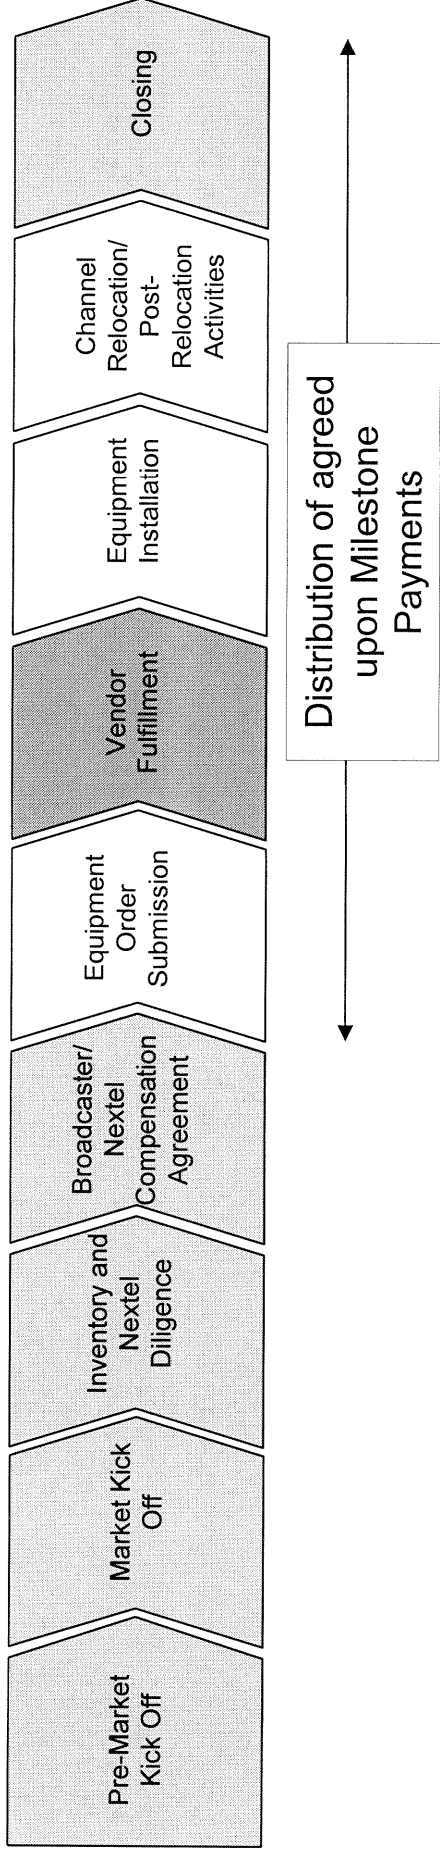 Pre-Market
Kick Off
Market Kick
Off
Inventory and
Nextel
Diligence
Broadcaster/
Nextel
Compensation
Agreement
Equipment
Order
Submission
Vendor
Fulfillment
Equipment
Installation
Channel
Relocation/
Post-
Relocation
Activities
Closing
Distribution of agreed
upon Milestone
Payments